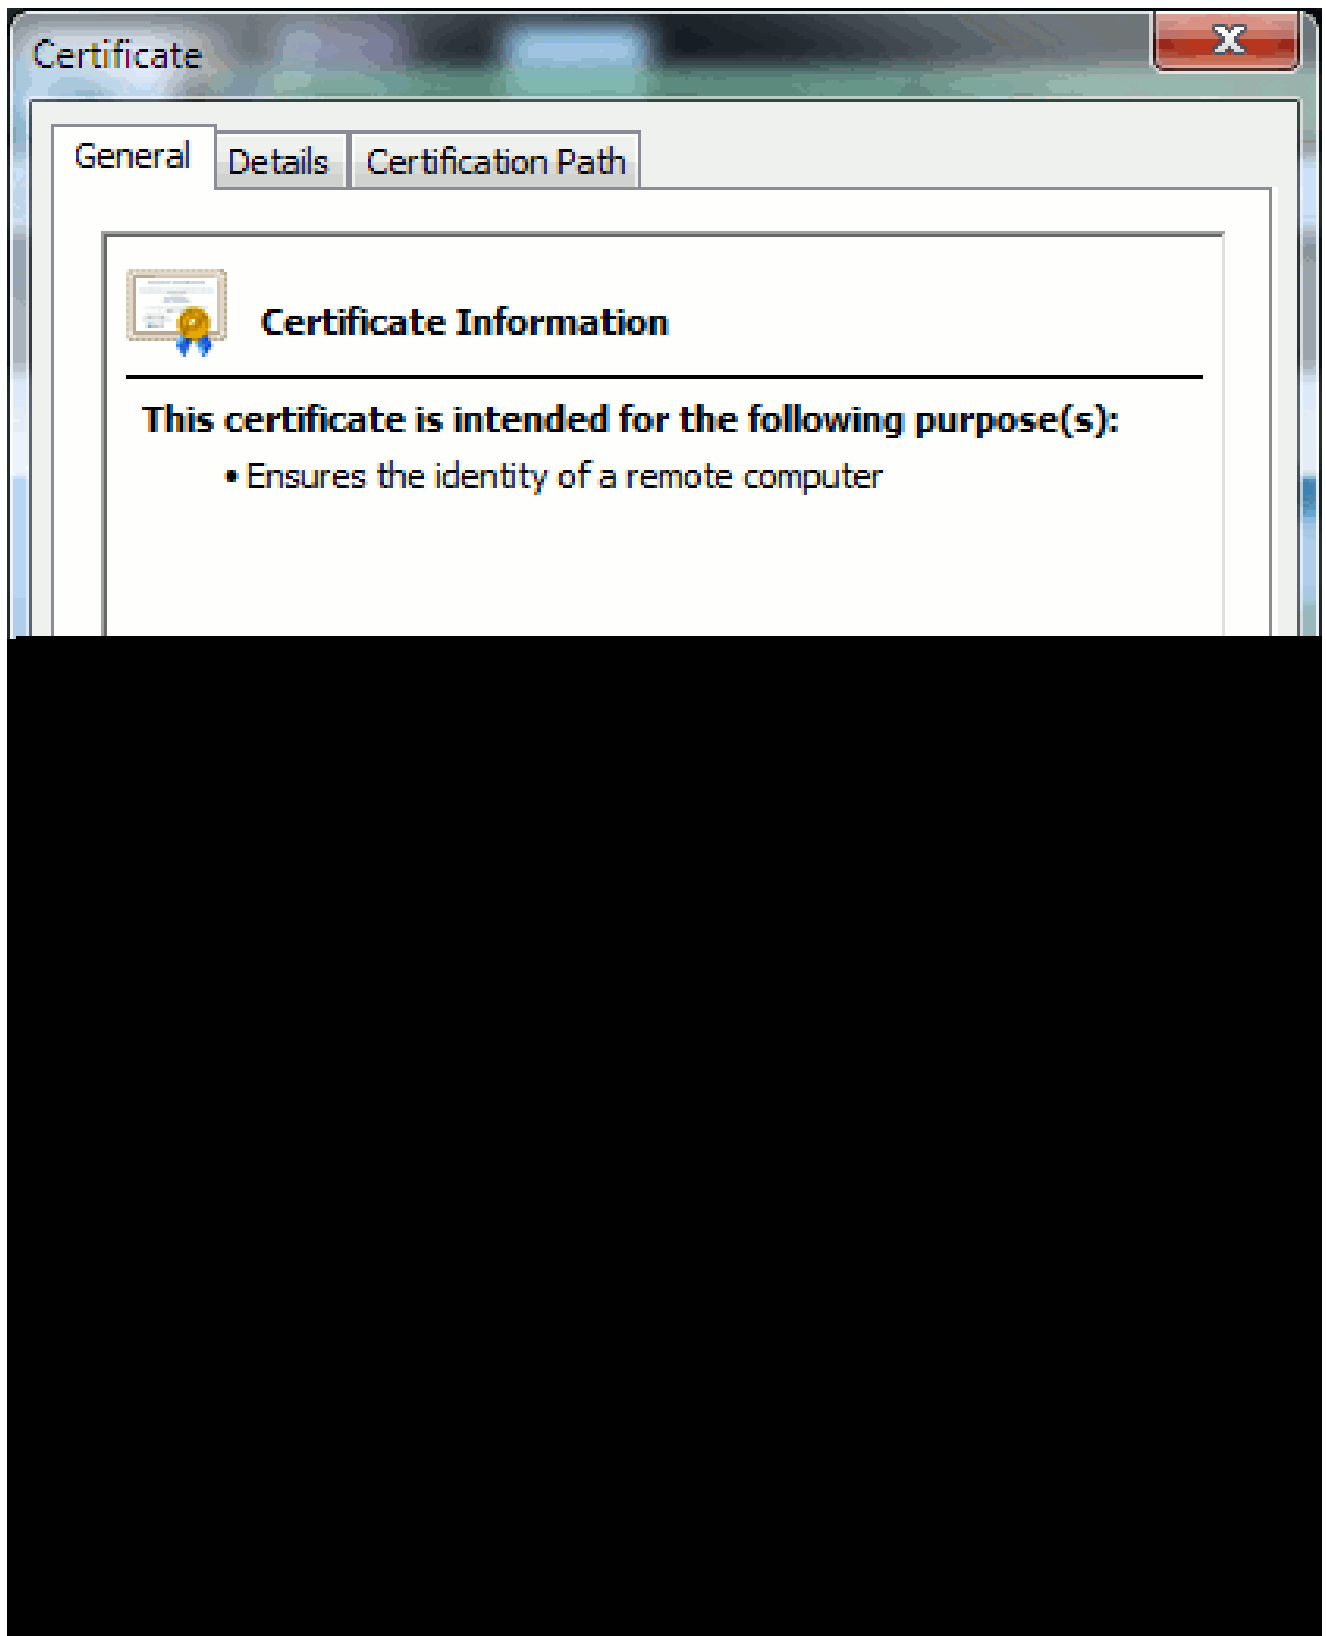 Certificate
General Details Certification Path
Certificate Information
This certificate is intended for the following purpose(s):
• Ensures the identity of a remote computer